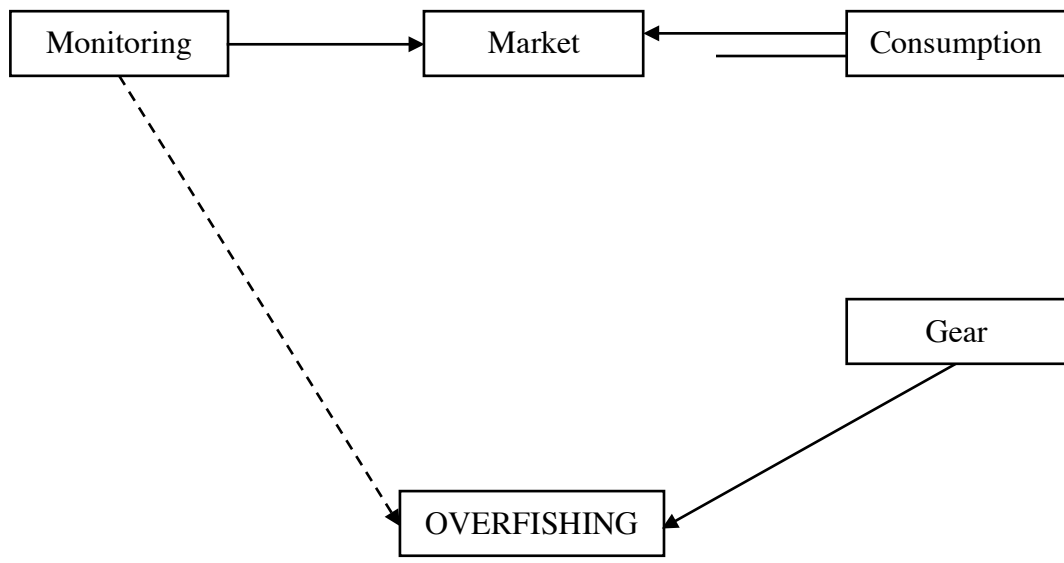 Monitoring
Market
Consumption
Gear
OVERFISHING